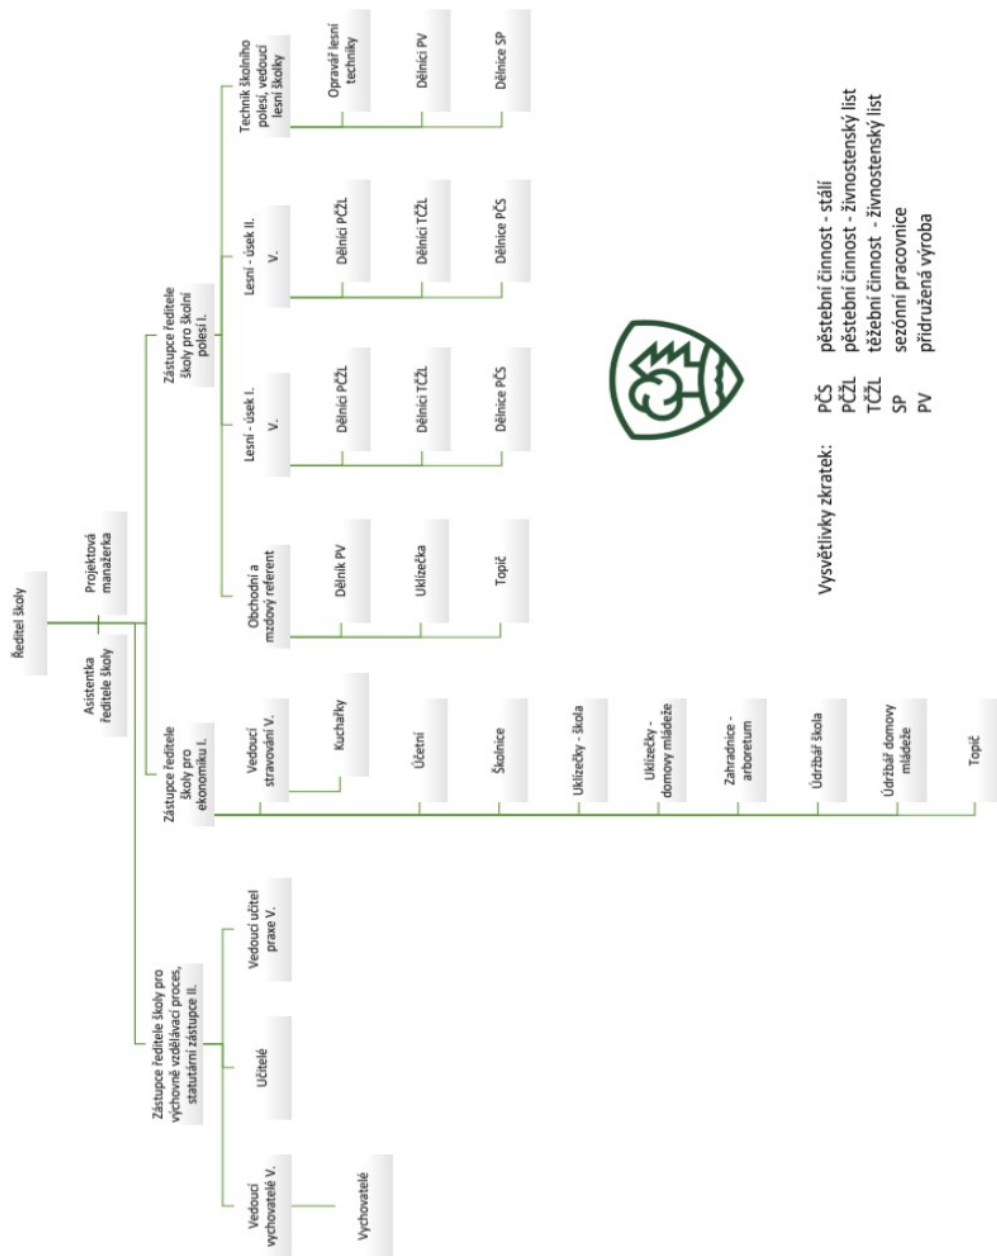 Ředitel školy
Asistentka
ředitele školy
Projektová
manažerka
Zástupce ředitele školy pro
výchovně vzdělávací proces,
statutární zástupce II.
Vedoucí
vychovatelé V.
Vychovatelé
Učitelé
Vedoucí učitel
praxe V.
Zástupce ředitele
školy pro
ekonomiku I.
Vedoucí
stravování V.
Kuchařky
Účetní
Školnice
Uklízečky - škola
Uklízečky -
domovy mládeže
Zahradnice -
arboretum
Údržbář škola
Údržbář domovy
mládeže
Topič
Zástupce ředitele
školy pro školní
polesí I.
Obchodní a
mzdový referent
Dělník PV
Uklízečka
Topič
Lesní - úsek I.
V.
Dělníci PČŽL
Dělníci TČŽL
Dělnice PČS
Lesní - úsek II.
V.
Dělníci PČŽL
Dělníci TČŽL
Dělnice PČS
Technik školního
polesí, vedoucí
lesní školky
Opravář lesní
techniky
Dělníci PV
Dělnice SP
Vysvětlivky zkratek:
PČS pěstební činnost - stálí
PČŽL pěstební činnost - živnostenský list
TČŽL těžební činnost - živnostenský list
SP sezónní pracovnice
PV přidružená výroba